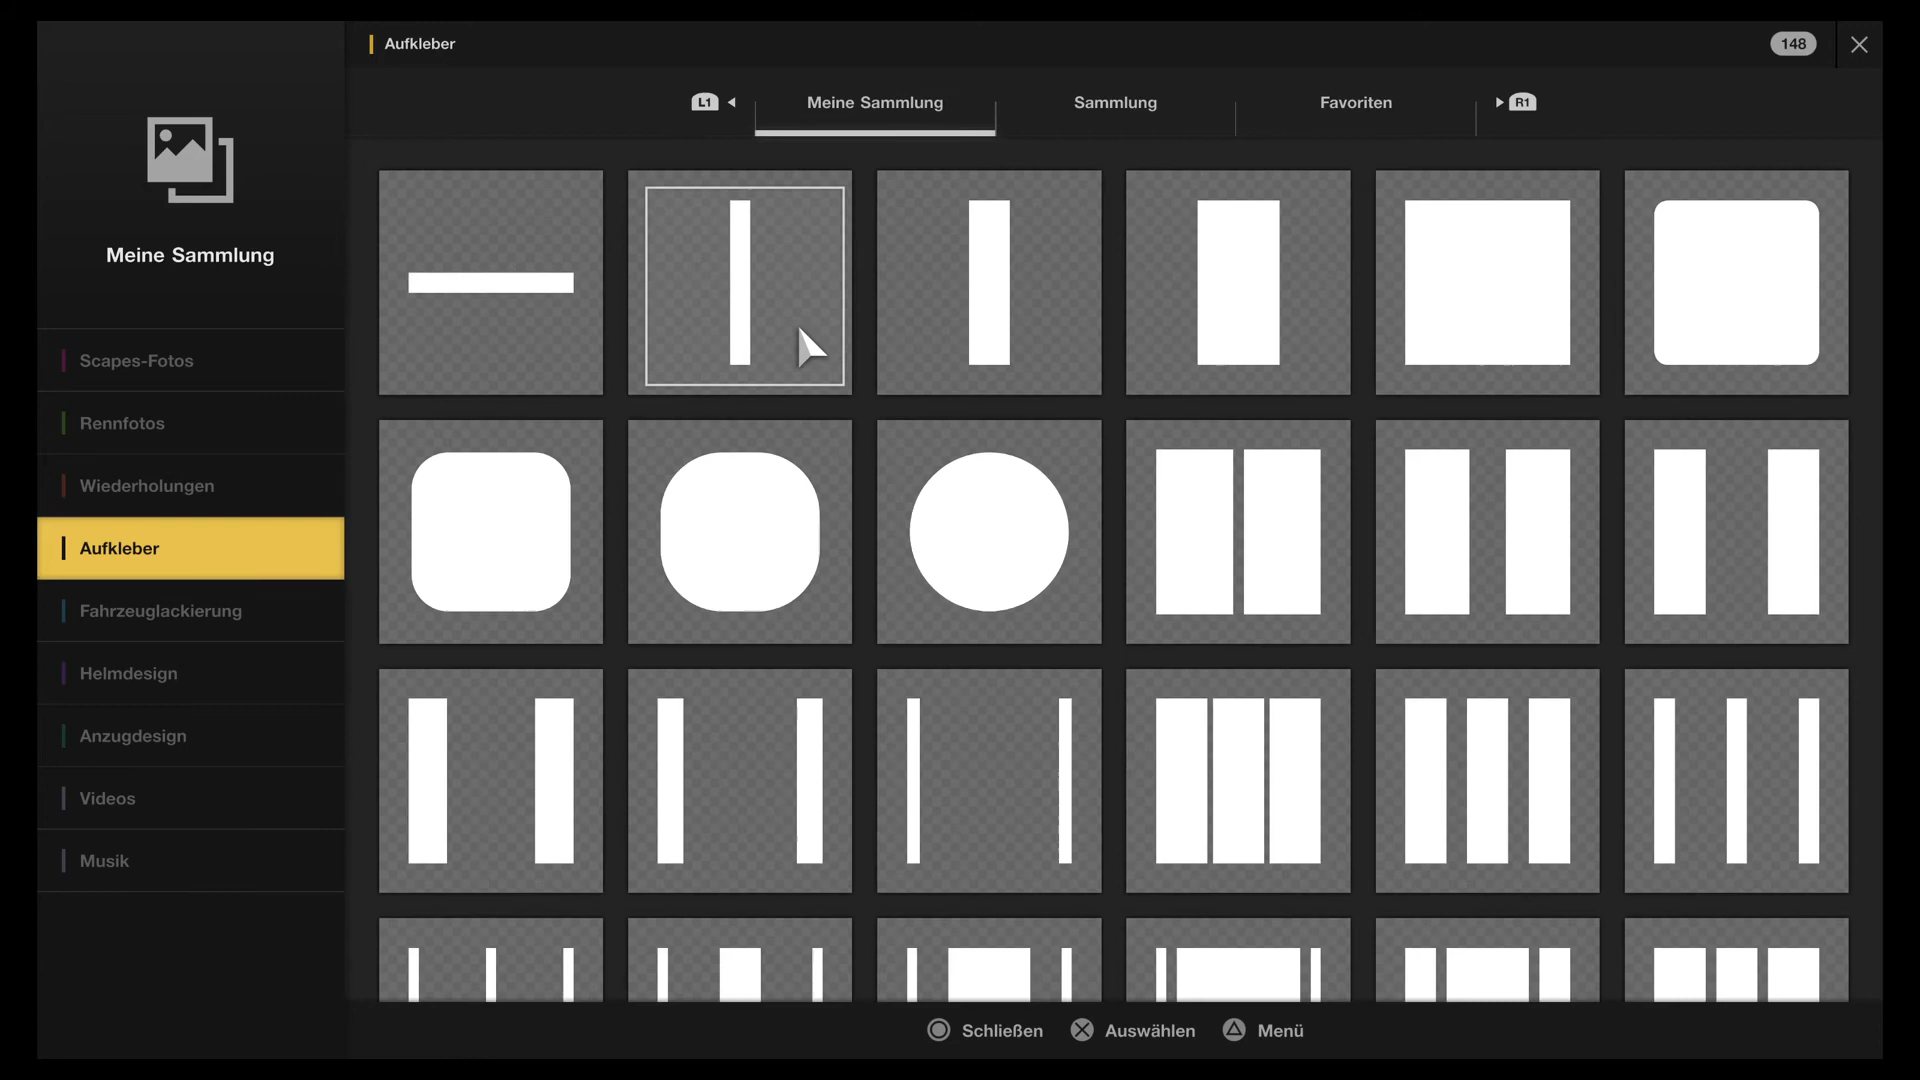 Aufkleber
148
L1
Meine Sammlung
Sammlung
Favoriten
R1
Meine Sammlung
Scapes-Fotos
Rennfotos
Wiederholungen
Aufkleber
Fahrzeuglackierung
Helmdesign
Anzugdesign
Videos
Musik
Schließen
Auswählen
Menü